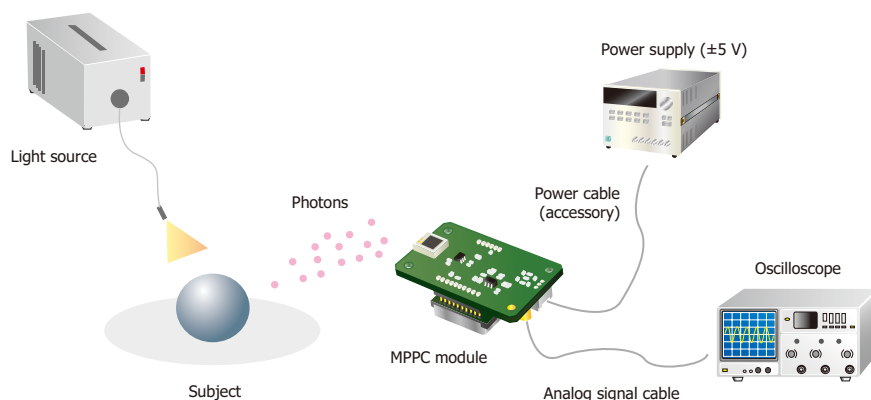 Power supply (±5 V)
Light source
Photons
Power cable
(accessory)
Oscilloscope
MPPC module
Subject
Analog signal cable